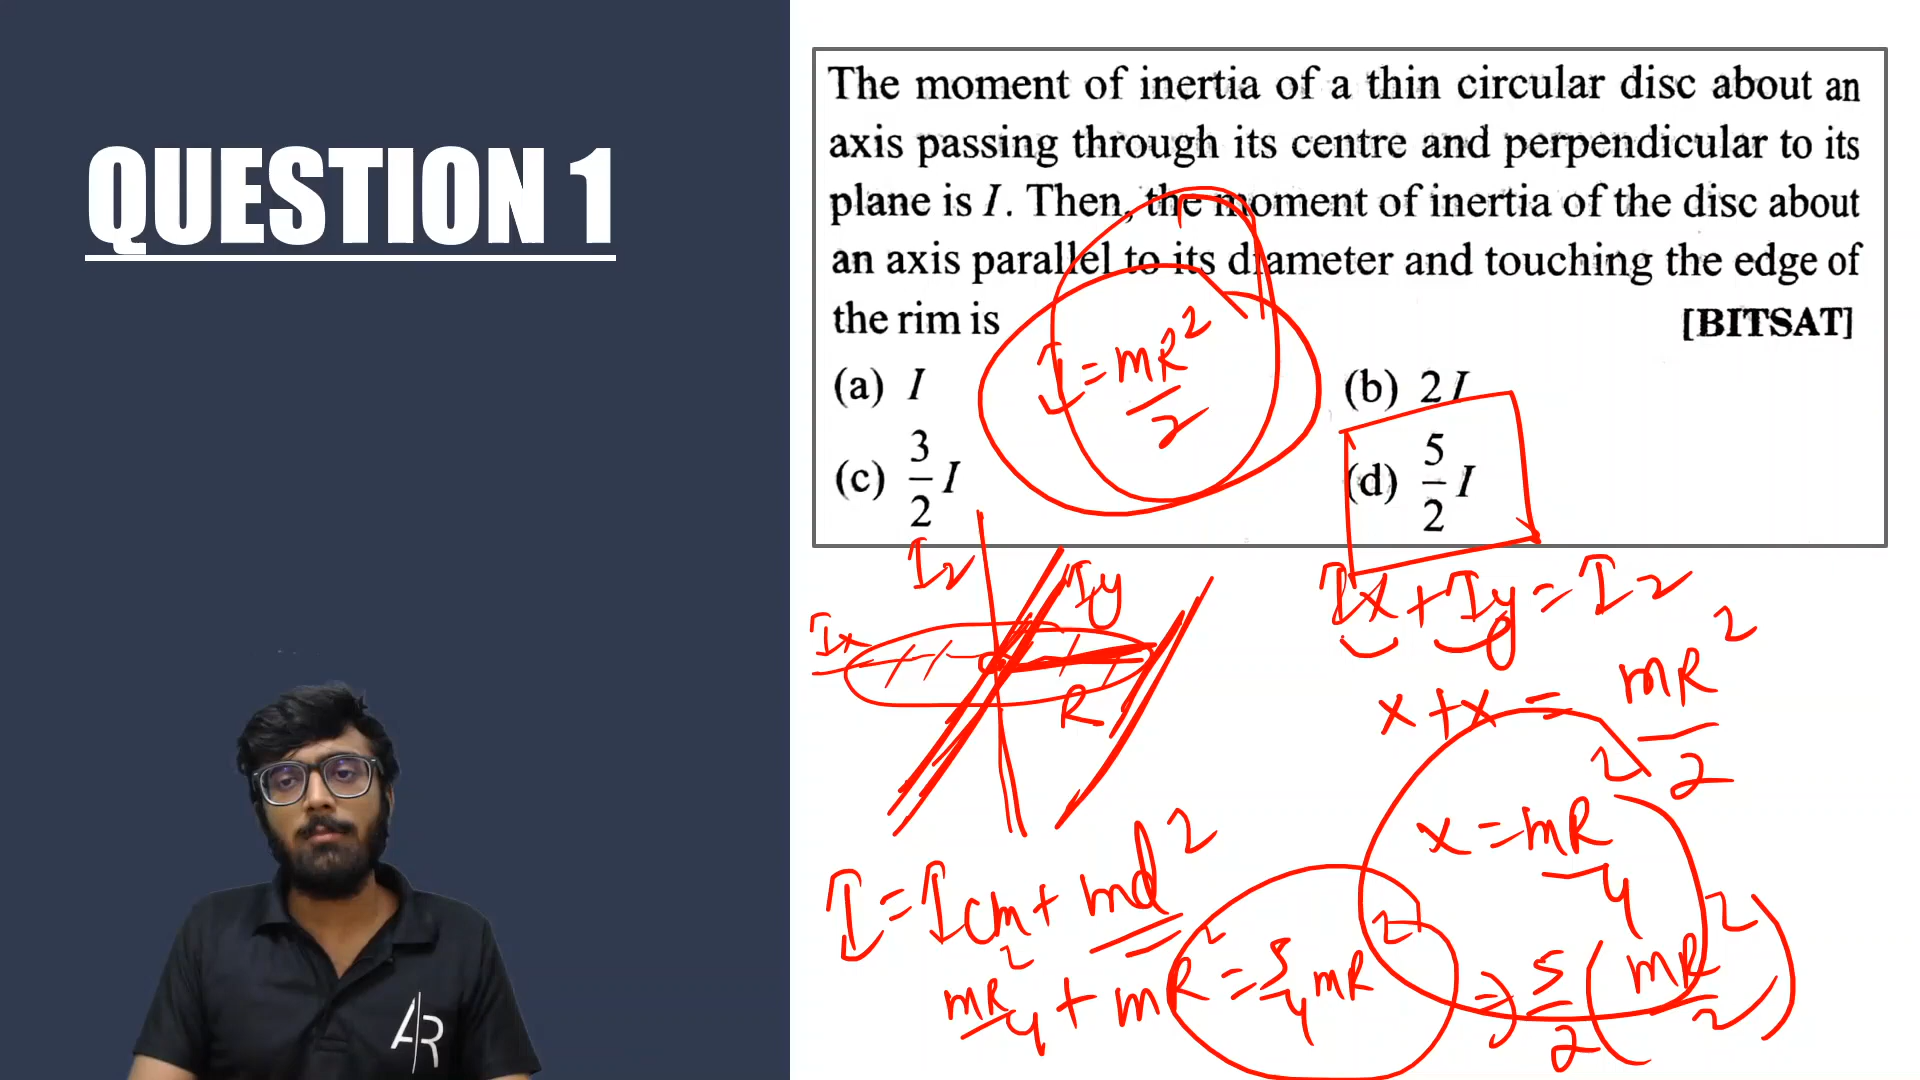 QUESTION 1
The moment of inertia of a thin circular disc about an
axis passing through its centre and perpendicular to its
plane is I. Then, the moment of inertia of the disc about
an axis parallel to its diameter and touching the edge of
the rim is [BITSAT]
(a) I (b) 2I
(c) 3/2 I (d) 5/2 I
I = mR²/2
Iz
Iy
Ix
R
Ix + Iy = Iz
x + x = mR²/2
x = mR²/4
I = Icm + md²
mR²/4 + mR² = 5/4 mR² ⇒ 5/2 (mR²/2)
AR